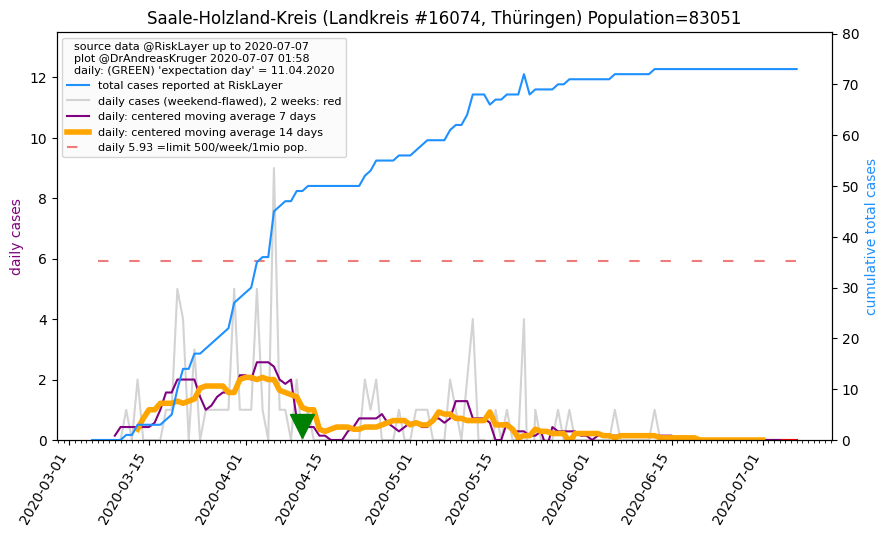 Saale-Holzland-Kreis (Landkreis #16074, Thüringen) Population=83051
source data @RiskLayer up to 2020-07-07
plot @DrAndreasKruger 2020-07-07 01:58
daily: (GREEN) 'expectation day' = 11.04.2020
total cases reported at RiskLayer
daily cases (weekend-flawed), 2 weeks: red
daily: centered moving average 7 days
daily: centered moving average 14 days
daily 5.93 =limit 500/week/1mio pop.
daily cases
12
10
8
6
4
2
0
cumulative total cases
80
70
60
50
40
30
20
10
0
2020-03-01
2020-03-15
2020-04-01
2020-04-15
2020-05-01
2020-05-15
2020-06-01
2020-06-15
2020-07-01